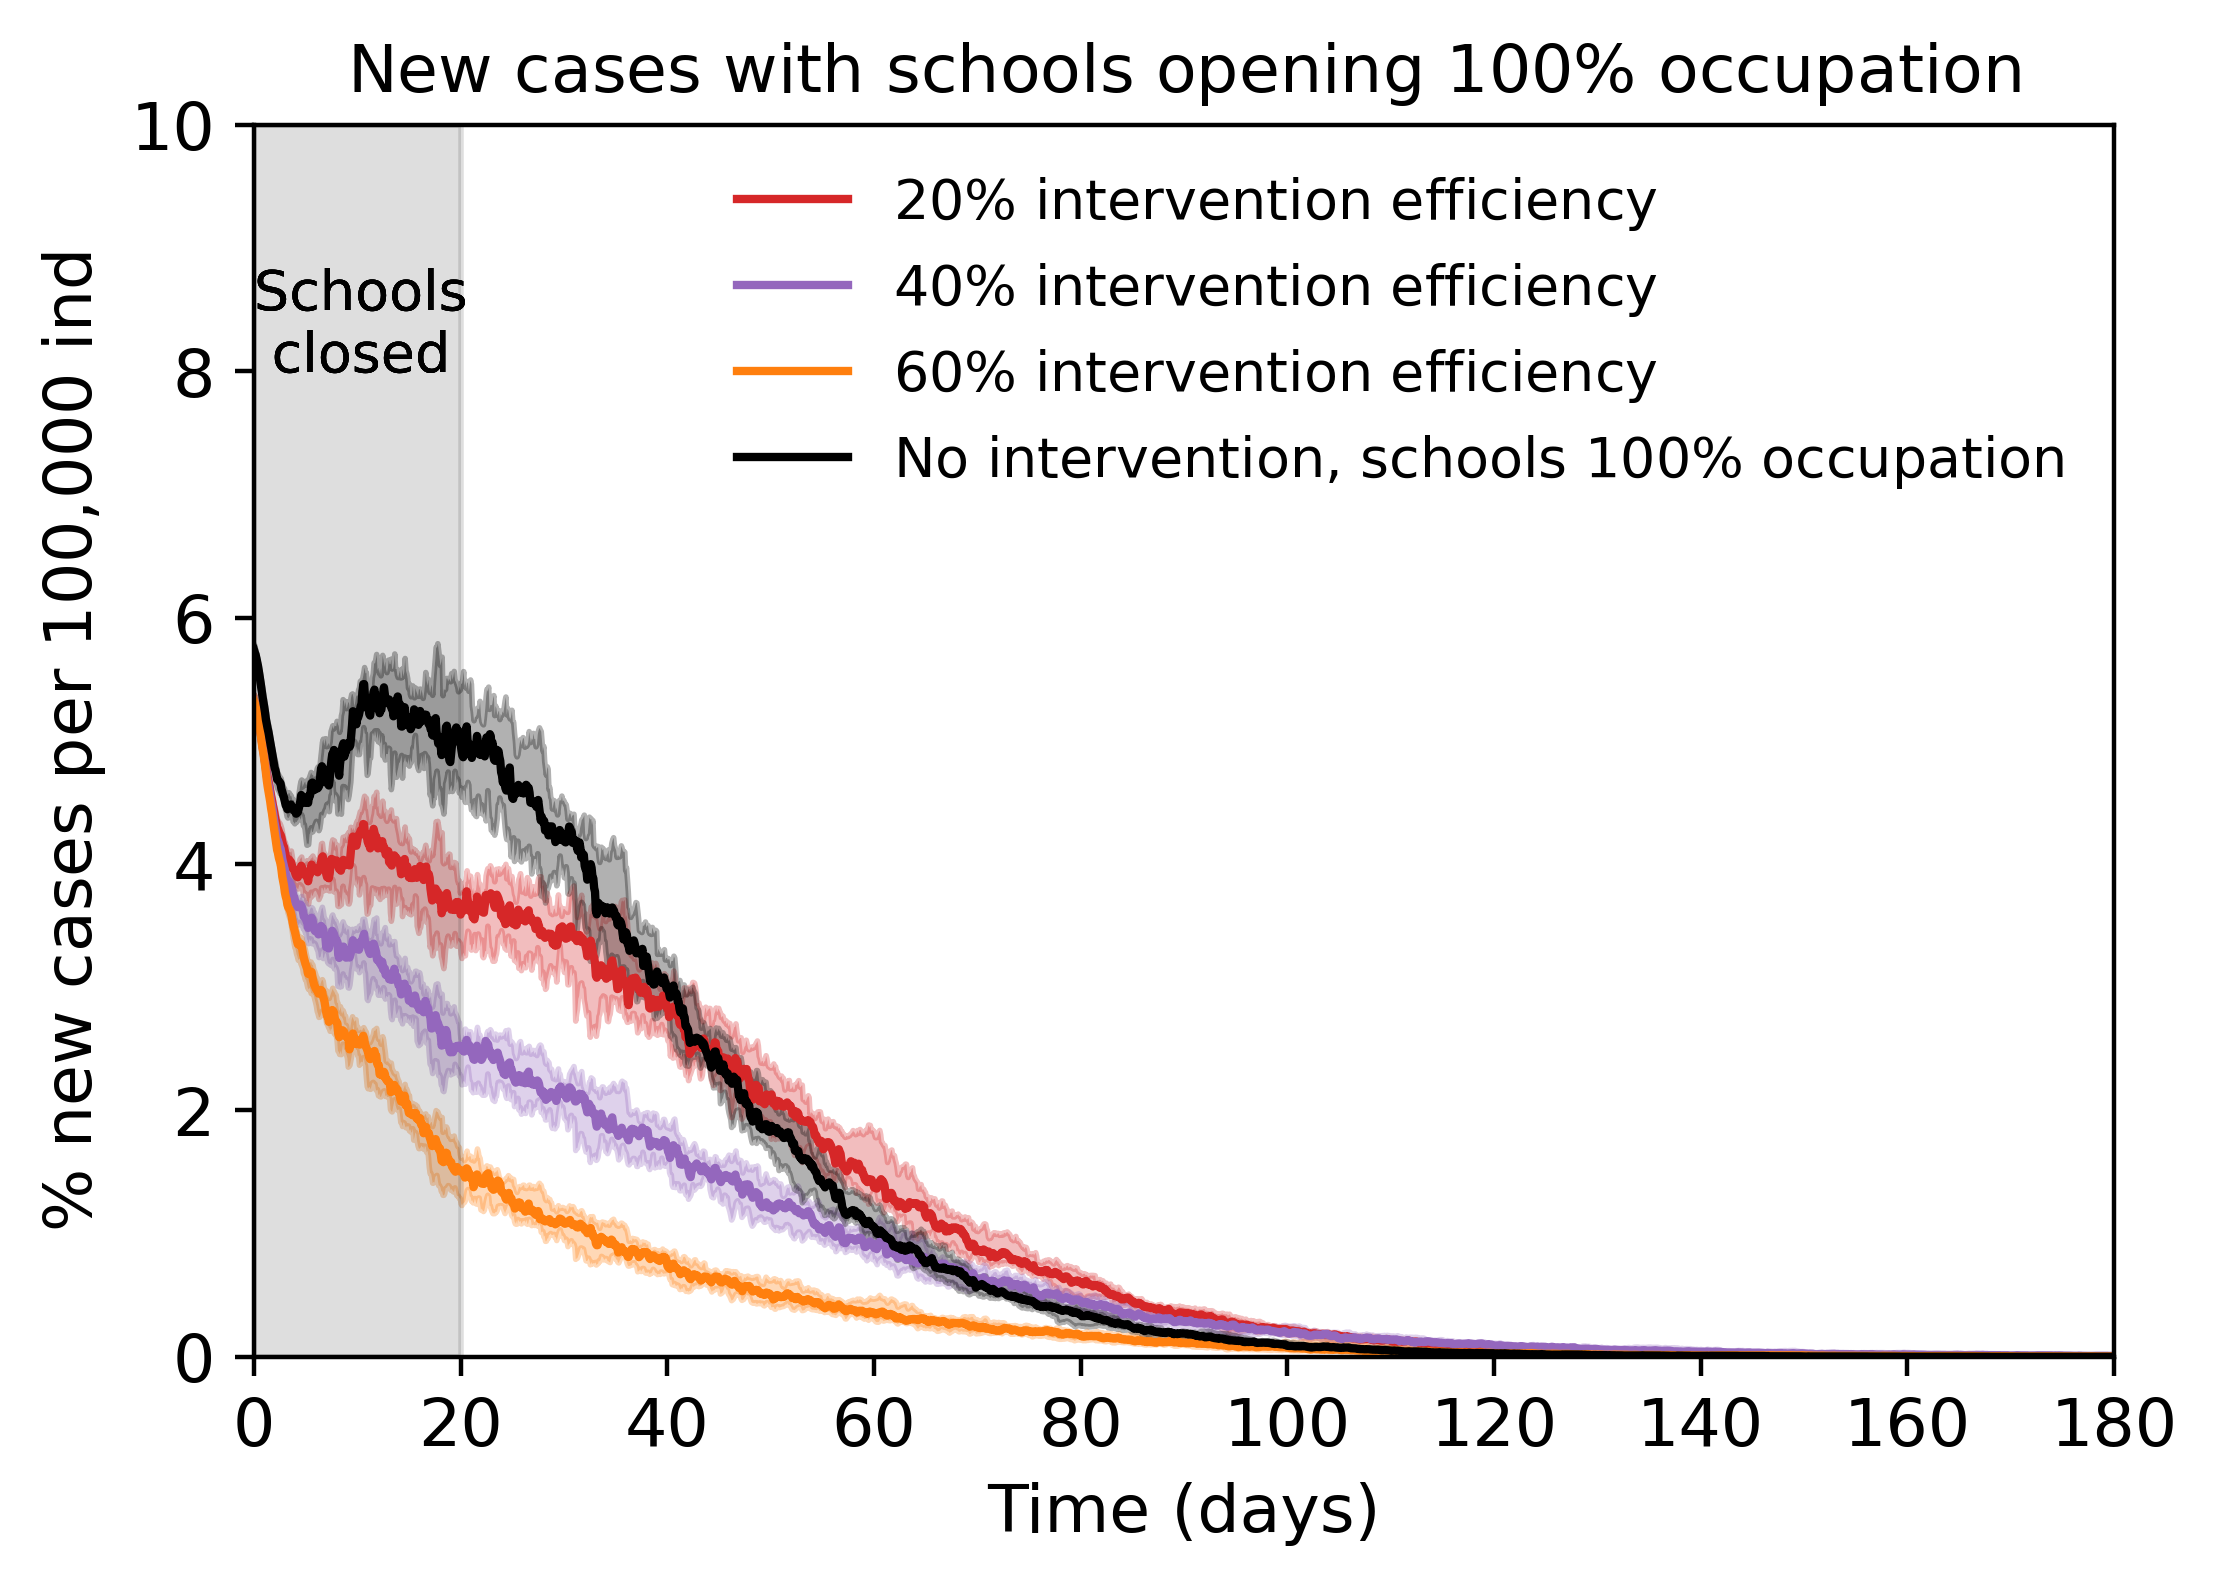 New cases with schools opening 100% occupation
% new cases per 100,000 ind
10
8
6
4
2
0
Schools
closed
20% intervention efficiency
40% intervention efficiency
60% intervention efficiency
No intervention, schools 100% occupation
0 20 40 60 80 100 120 140 160 180
Time (days)